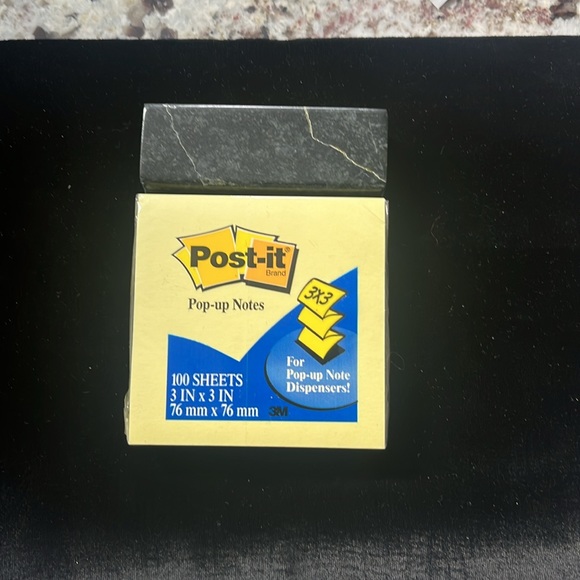 Post-it®
Brand
Pop-up Notes
3X3
For
Pop-up Note
Dispensers!
100 SHEETS
3 IN x 3 IN
76 mm x 76 mm
3M